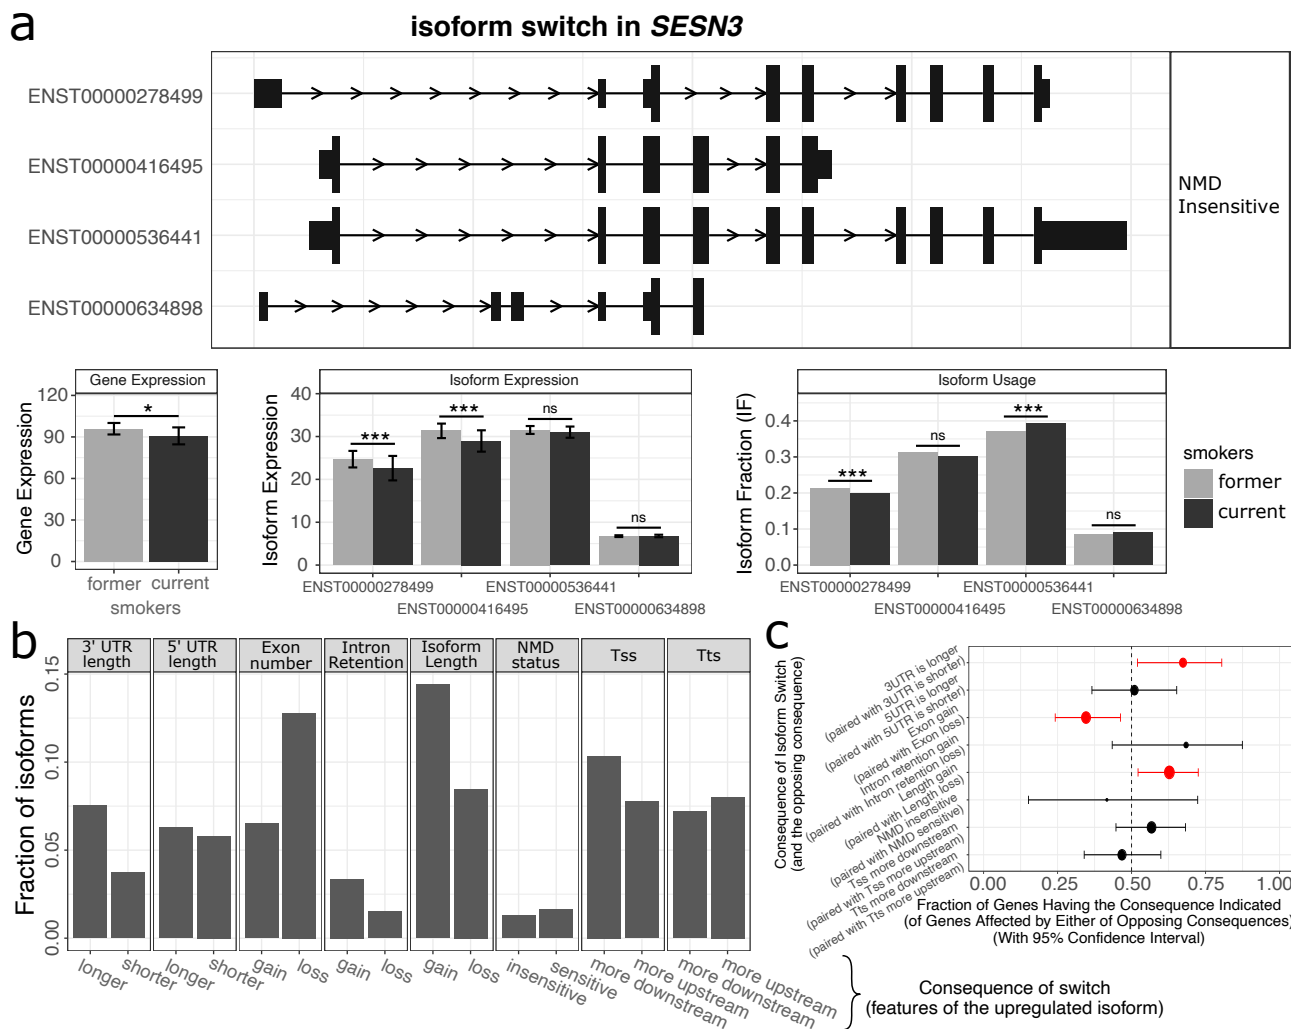 a
isoform switch in SESN3
ENST00000278499
ENST00000416495
ENST00000536441
ENST00000634898
NMD
Insensitive
Gene Expression
Gene Expression
120
90
60
30
0
*
former
current
smokers
Isoform Expression
Isoform Expression
40
30
20
10
0
***
***
ns
ns
ENST00000278499
ENST00000536441
ENST00000416495
ENST00000634898
Isoform Usage
Isoform Fraction (IF)
0.4
0.3
0.2
0.1
0.0
***
ns
***
ns
ENST00000278499
ENST00000536441
ENST00000416495
ENST00000634898
smokers
former
current
b
Fraction of isoforms
0.15
0.10
0.05
0.00
3' UTR
length
5' UTR
length
Exon
number
Intron
Retention
Isoform
Length
NMD
status
Tss
Tts
longer
shorter
longer
shorter
gain
loss
gain
loss
gain
loss
insensitive
sensitive
more downstream
more upstream
more downstream
more upstream
Consequence of switch
(features of the upregulated isoform)
c
Consequence of Isoform Switch
(and the opposing consequence)
3UTR is longer
(paired with 3UTR is shorter)
5UTR is longer
(paired with 5UTR is shorter)
Exon gain
(paired with Exon loss)
Intron retention gain
(paired with Intron retention loss)
Length gain
(paired with Length loss)
NMD insensitive
(paired with NMD sensitive)
Tss more downstream
(paired with Tss more upstream)
Tts more downstream
(paired with Tts more upstream)
0.00
0.25
0.50
0.75
1.00
Fraction of Genes Having the Consequence Indicated
(of Genes Affected by Either of Opposing Consequences)
(With 95% Confidence Interval)